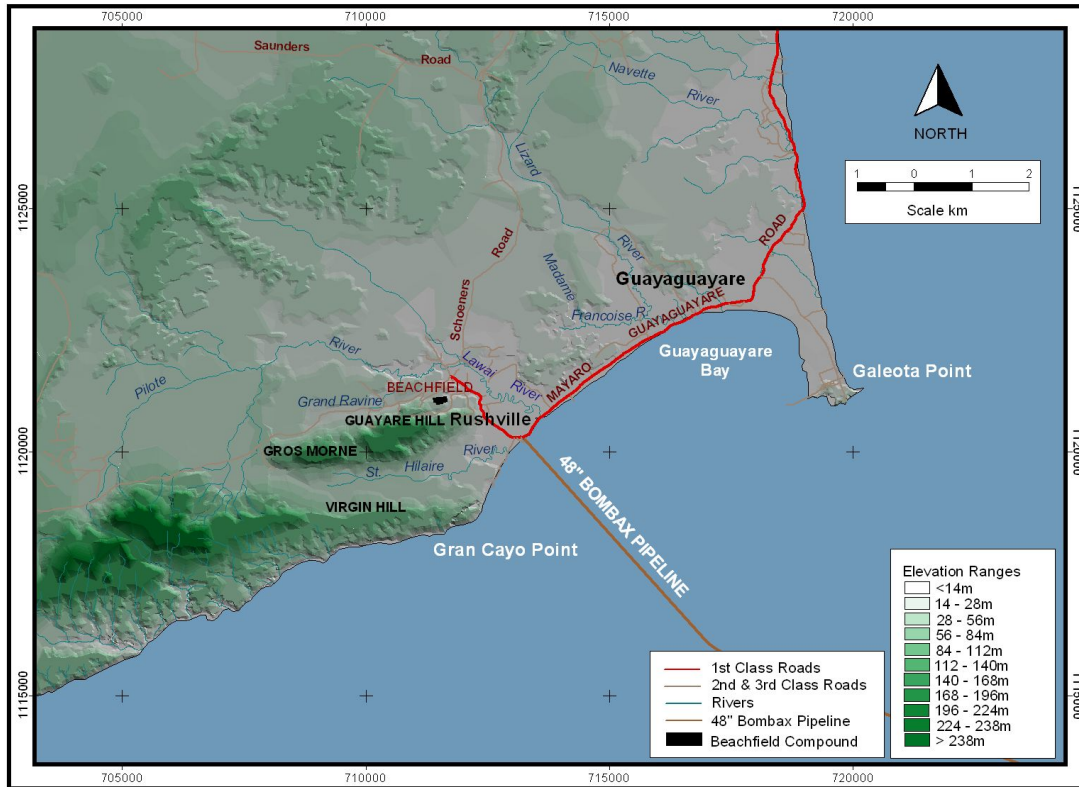 705000
710000
715000
720000
Saunders
Road
Navette
River
NORTH
1 0 1 2
Scale km
Lizard
River
1125000
1125000
ROAD
Road
Schoeners
Madame
Francoise R.
Guayaguayare
GUAYAGUAYARE
MAYARO
Guayaguayare
Bay
Galeota Point
River
Pilote
Lawai
River
BEACHFIELD
Grand Ravine
GUAYARE HILL
Rushville
GROS MORNE
1120000
1120000
River
St. Hilaire
VIRGIN HILL
48" BOMBAX PIPELINE
Gran Cayo Point
Elevation Ranges
<14m
14 - 28m
28 - 56m
56 - 84m
84 - 112m
112 - 140m
140 - 168m
168 - 196m
196 - 224m
224 - 238m
> 238m
1st Class Roads
2nd & 3rd Class Roads
Rivers
48" Bombax Pipeline
Beachfield Compound
1115000
1115000
705000
710000
715000
720000